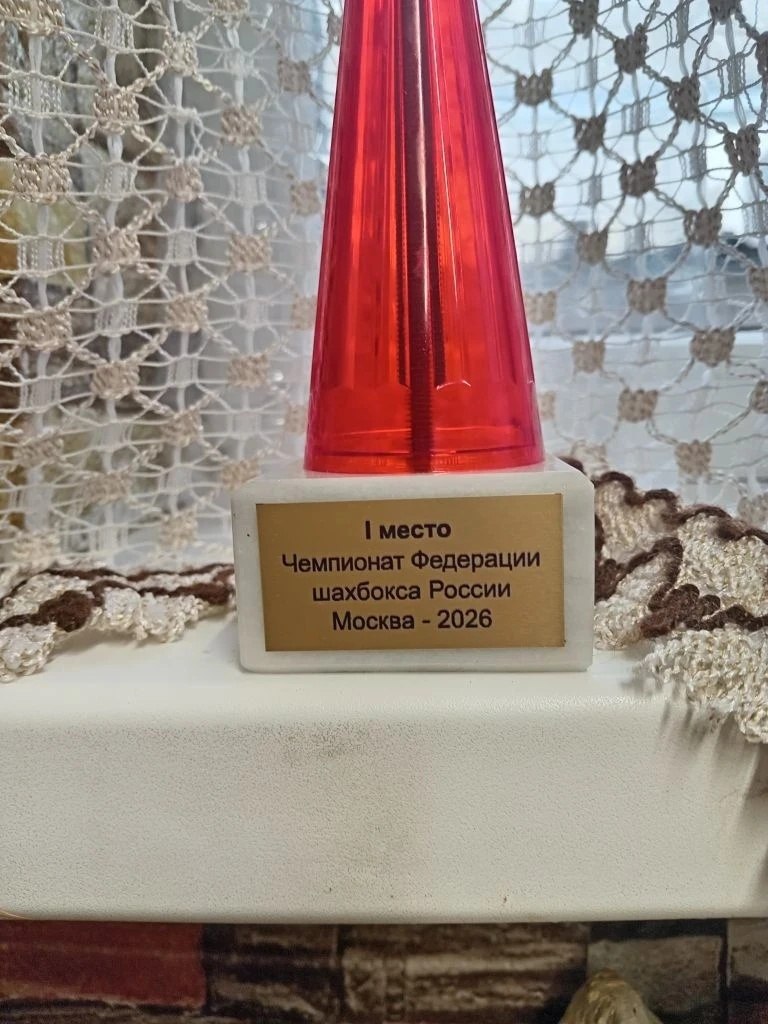 I место
Чемпионат Федерации
шахбокса России
Москва - 2026